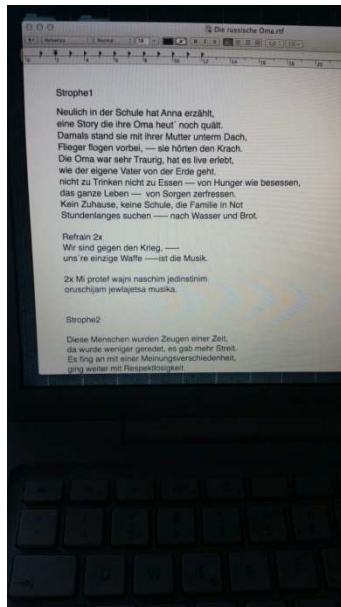 Die russische Oma.rtf
Helvetica
Normal
18
B I U
Strophe1
Neulich in der Schule hat Anna erzählt,
eine Story die ihre Oma heut´ noch quält.
Damals stand sie mit ihrer Mutter unterm Dach,
Flieger flogen vorbei, — sie hörten den Krach.
Die Oma war sehr Traurig, hat es live erlebt,
wie der eigene Vater von der Erde geht.
nicht zu Trinken nicht zu Essen — von Hunger wie besessen,
das ganze Leben — von Sorgen zerfressen.
Kein Zuhause, keine Schule, die Familie in Not
Stundenlanges suchen —– nach Wasser und Brot.
Refrain 2x
Wir sind gegen den Krieg, —–
uns´re einzige Waffe —–ist die Musik.
2x Mi protef wajni naschim jedinstinim
oruschijam jewlajetsa musika.
Strophe2
Diese Menschen wurden Zeugen einer Zeit,
da wurde weniger geredet, es gab mehr Streit.
Es fing an mit einer Meinungsverschiedenheit,
ging weiter mit Respektlosigkeit.